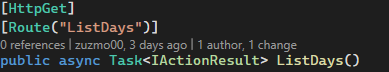 [HttpGet]
[Route("ListDays")]
0 references | zuzmo00, 3 days ago | 1 author, 1 change
public async Task<IActionResult> ListDays()